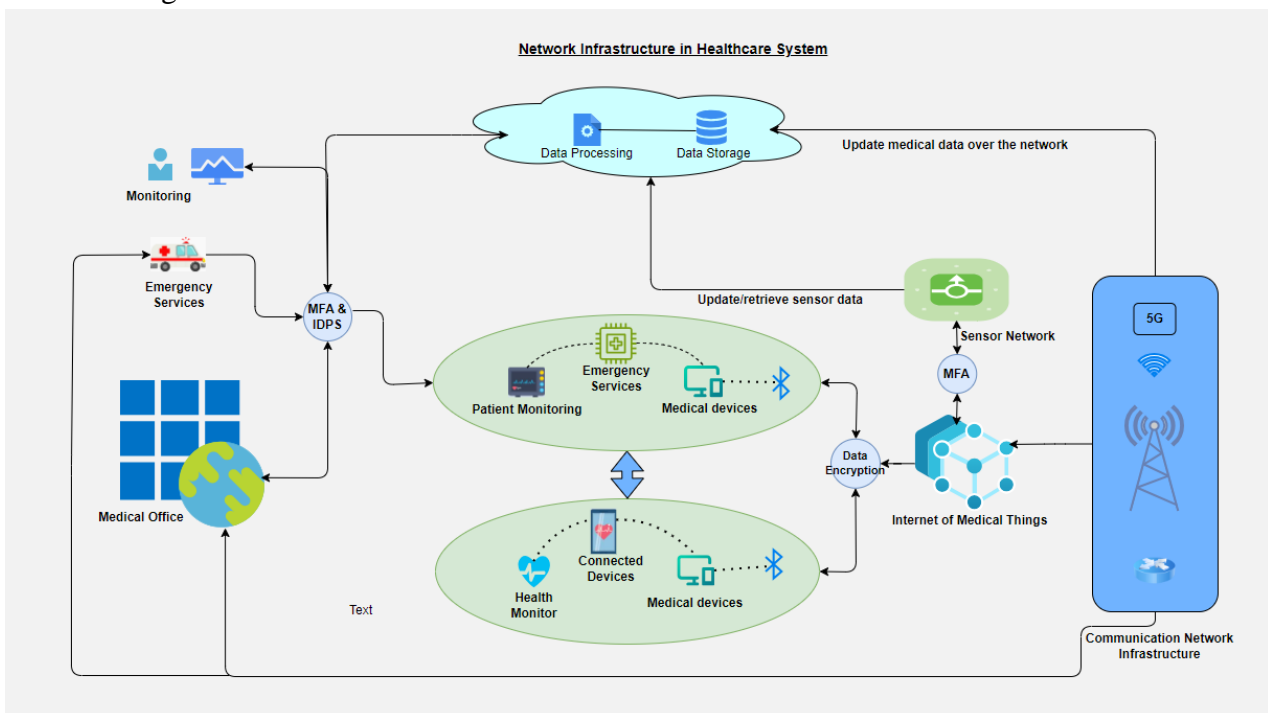 Network Infrastructure in Healthcare System
Data Processing
Data Storage
Update medical data over the network
Monitoring
Emergency
Services
MFA &
IDPS
Update/retrieve sensor data
Sensor Network
5G
MFA
Emergency
Services
Patient Monitoring
Medical devices
Data
Encryption
Medical Office
Internet of Medical Things
Connected
Devices
Health
Monitor
Medical devices
Text
Communication Network
Infrastructure